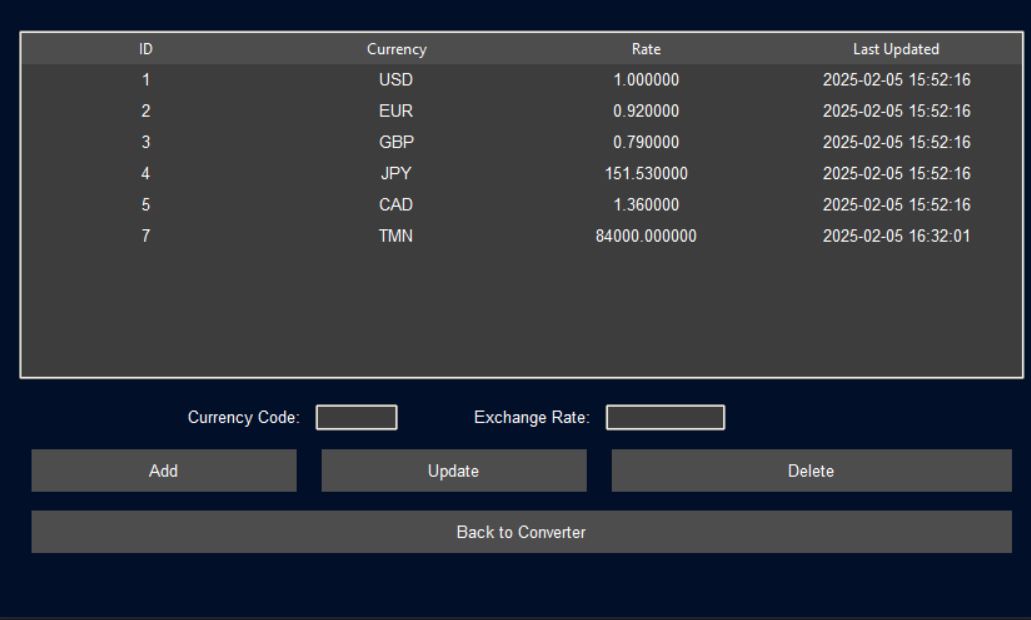 ID Currency Rate Last Updated
1 USD 1.000000 2025-02-05 15:52:16
2 EUR 0.920000 2025-02-05 15:52:16
3 GBP 0.790000 2025-02-05 15:52:16
4 JPY 151.530000 2025-02-05 15:52:16
5 CAD 1.360000 2025-02-05 15:52:16
7 TMN 84000.000000 2025-02-05 16:32:01
Currency Code: Exchange Rate:
Add Update Delete
Back to Converter